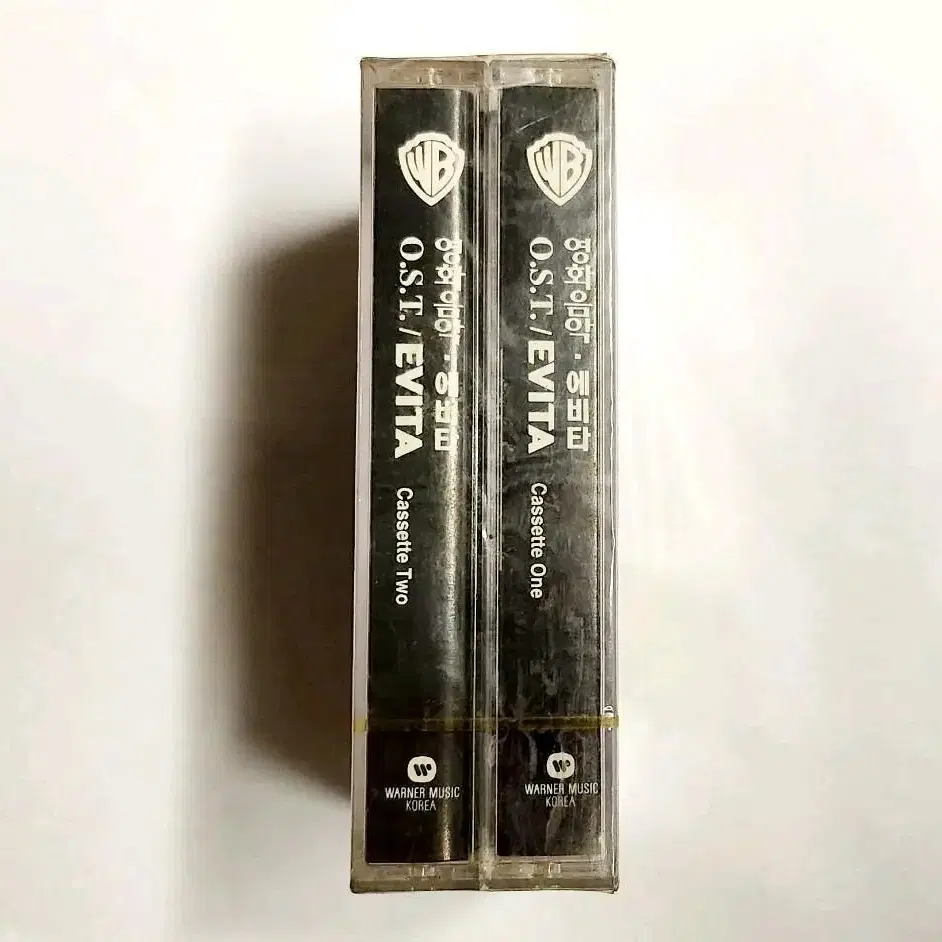 WB
영화음악 · 에비타
O.S.T. / EVITA
Cassette Two
WARNER MUSIC
KOREA
WB
영화음악 · 에비타
O.S.T. / EVITA
Cassette One
WARNER MUSIC
KOREA